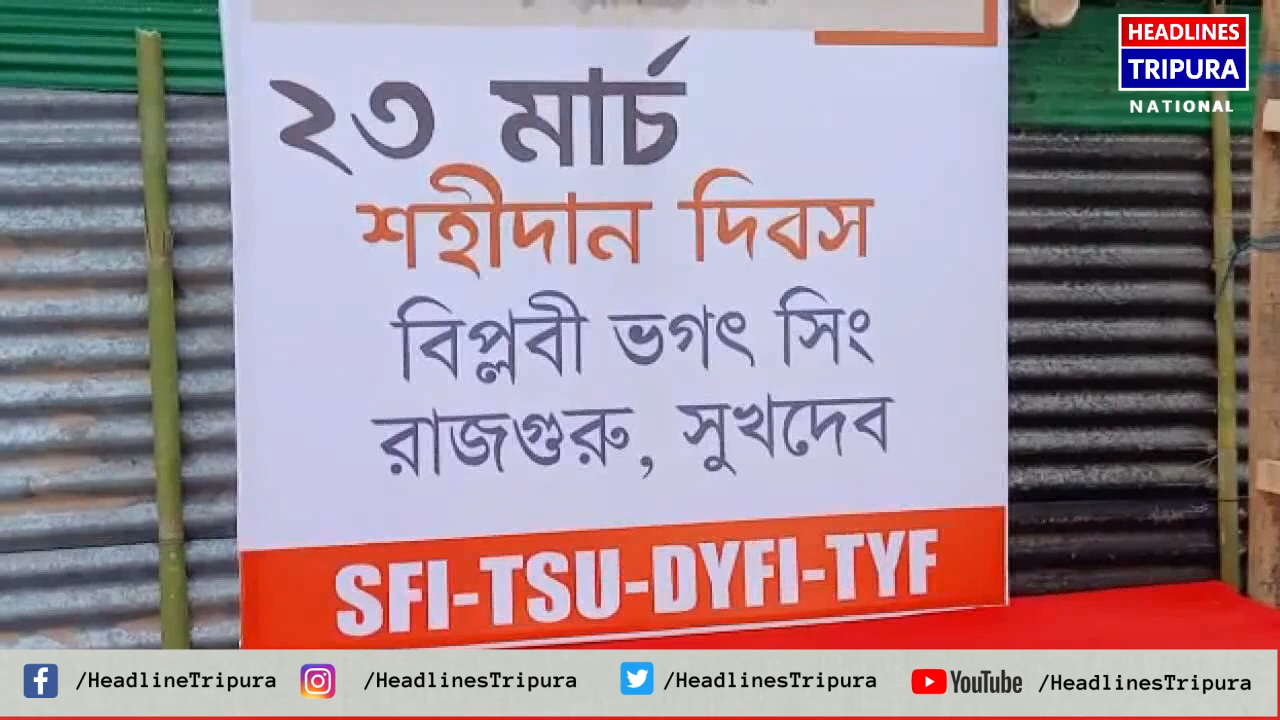 HEADLINES
TRIPURA
NATIONAL
২৩ মার্চ
শহীদান দিবস
বিপ্লবী ভগৎ সিং
রাজগুরু, সুখদেব
SFI-TSU-DYFI-TYF
/HeadlineTripura /HeadlinesTripura /HeadlinesTripura YouTube /HeadlinesTripura